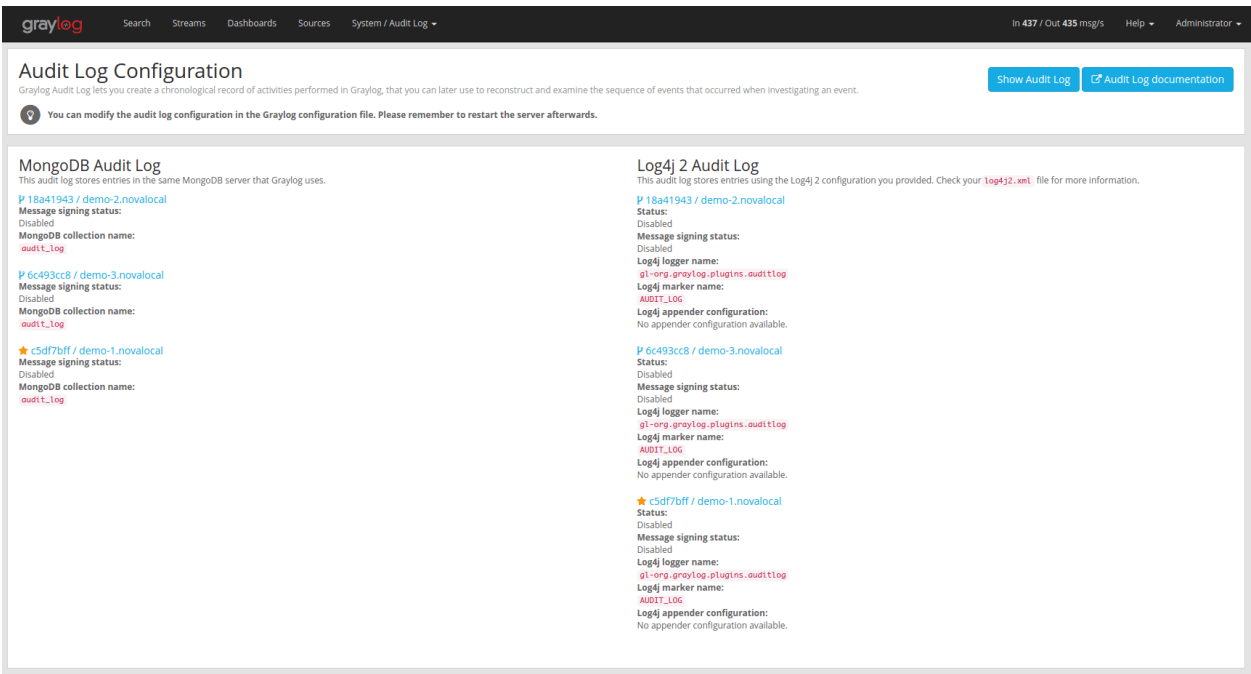 graylog Search Streams Dashboards Sources System / Audit Log In 437 / Out 435 msg/s Help Administrator
Audit Log Configuration
Show Audit Log Audit Log documentation
Graylog Audit Log lets you create a chronological record of activities performed in Graylog, that you can later use to reconstruct and examine the sequence of events that occurred when investigating an event.
You can modify the audit log configuration in the Graylog configuration file. Please remember to restart the server afterwards.
MongoDB Audit Log
This audit log stores entries in the same MongoDB server that Graylog uses.
18a41943 / demo-2.novalocal
Message signing status:
Disabled
MongoDB collection name:
audit_log
6c493cc8 / demo-3.novalocal
Message signing status:
Disabled
MongoDB collection name:
audit_log
c5df7bff / demo-1.novalocal
Message signing status:
Disabled
MongoDB collection name:
audit_log
Log4j 2 Audit Log
This audit log stores entries using the Log4j 2 configuration you provided. Check your log4j2.xml file for more information.
18a41943 / demo-2.novalocal
Status:
Disabled
Message signing status:
Disabled
Log4j logger name:
gl-org.graylog.plugins.auditlog
Log4j marker name:
AUDIT_LOG
Log4j appender configuration:
No appender configuration available.
6c493cc8 / demo-3.novalocal
Status:
Disabled
Message signing status:
Disabled
Log4j logger name:
gl-org.graylog.plugins.auditlog
Log4j marker name:
AUDIT_LOG
Log4j appender configuration:
No appender configuration available.
c5df7bff / demo-1.novalocal
Status:
Disabled
Message signing status:
Disabled
Log4j logger name:
gl-org.graylog.plugins.auditlog
Log4j marker name:
AUDIT_LOG
Log4j appender configuration:
No appender configuration available.